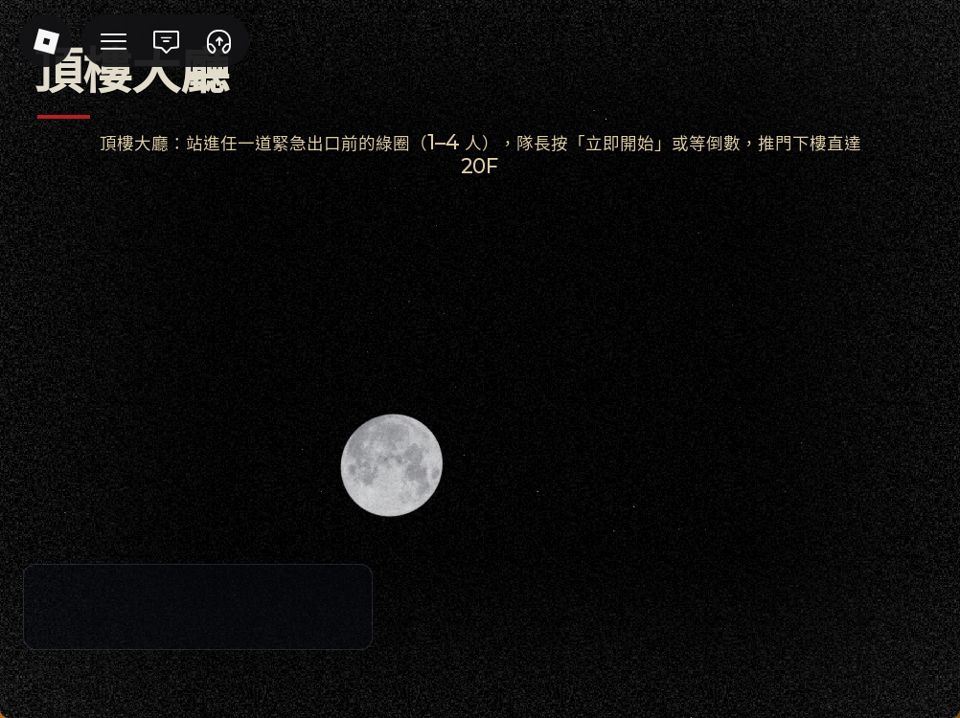 頂樓大廳
頂樓大廳：站進任一道緊急出口前的綠圈（1–4 人），隊長按「立即開始」或等倒數，推門下樓直達
20F